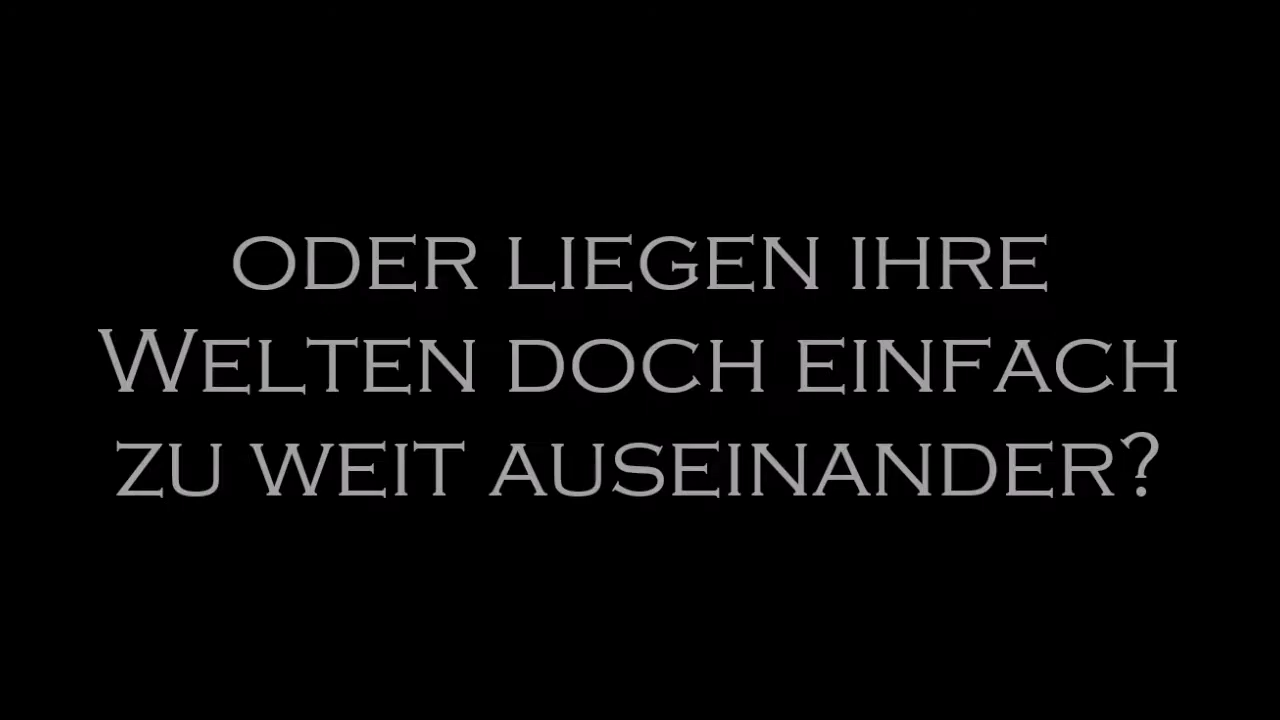 oder liegen ihre
Welten doch einfach
zu weit auseinander?